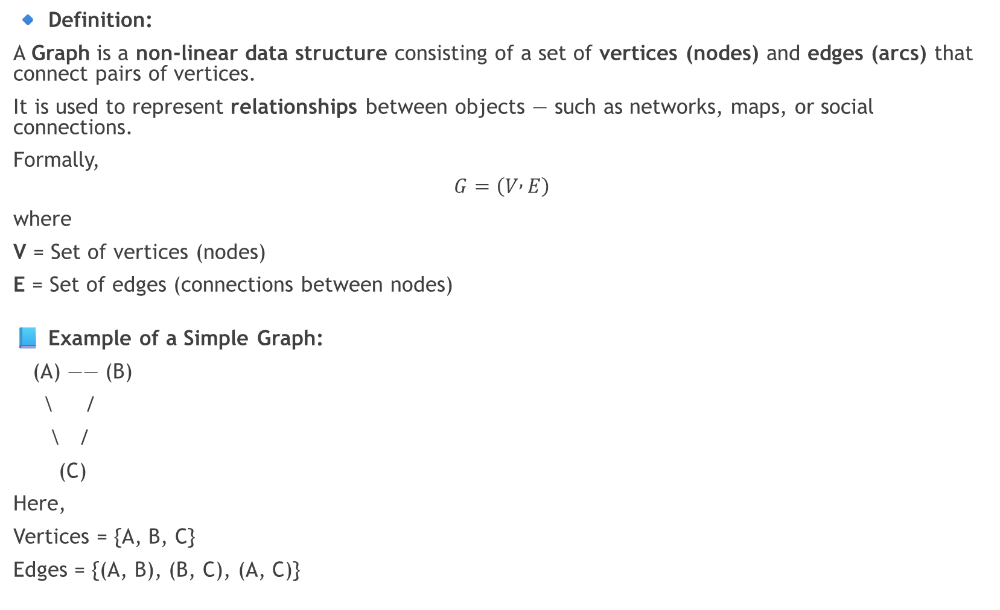 🔹 Definition:
A Graph is a non-linear data structure consisting of a set of vertices (nodes) and edges (arcs) that
connect pairs of vertices.
It is used to represent relationships between objects — such as networks, maps, or social
connections.
Formally,
G = (V, E)
where
V = Set of vertices (nodes)
E = Set of edges (connections between nodes)
📘 Example of a Simple Graph:
(A) —— (B)
\ /
\ /
(C)
Here,
Vertices = {A, B, C}
Edges = {(A, B), (B, C), (A, C)}